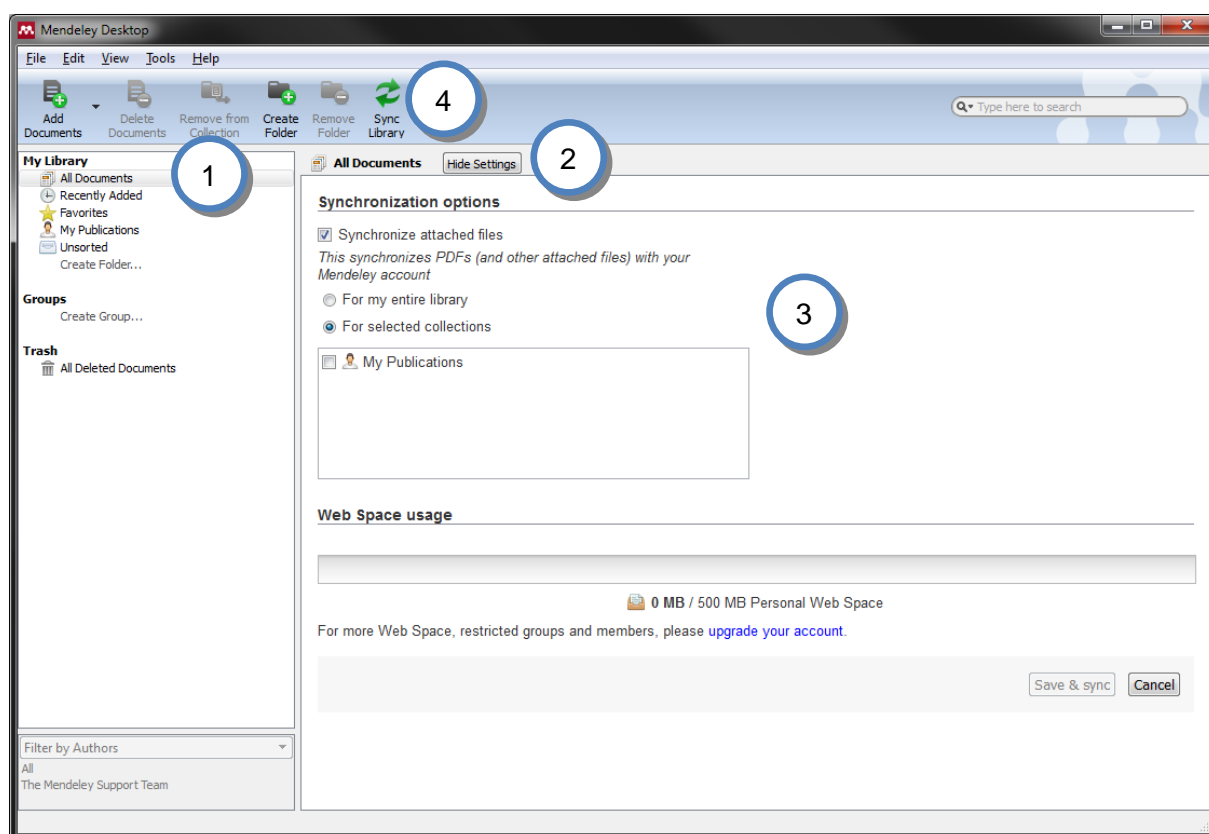 Mendeley Desktop
File Edit View Tools Help
Add Documents
Delete Documents
Remove from Collection
Create Folder
Remove Folder
Sync Library
4
Type here to search
My Library
All Documents
1
Recently Added
Favorites
My Publications
Unsorted
Create Folder...
Groups
Create Group...
Trash
All Deleted Documents
Filter by Authors
All
The Mendeley Support Team
All Documents Hide Settings
2
Synchronization options
Synchronize attached files
This synchronizes PDFs (and other attached files) with your
Mendeley account
For my entire library
3
For selected collections
My Publications
Web Space usage
0 MB / 500 MB Personal Web Space
For more Web Space, restricted groups and members, please upgrade your account.
Save & sync Cancel